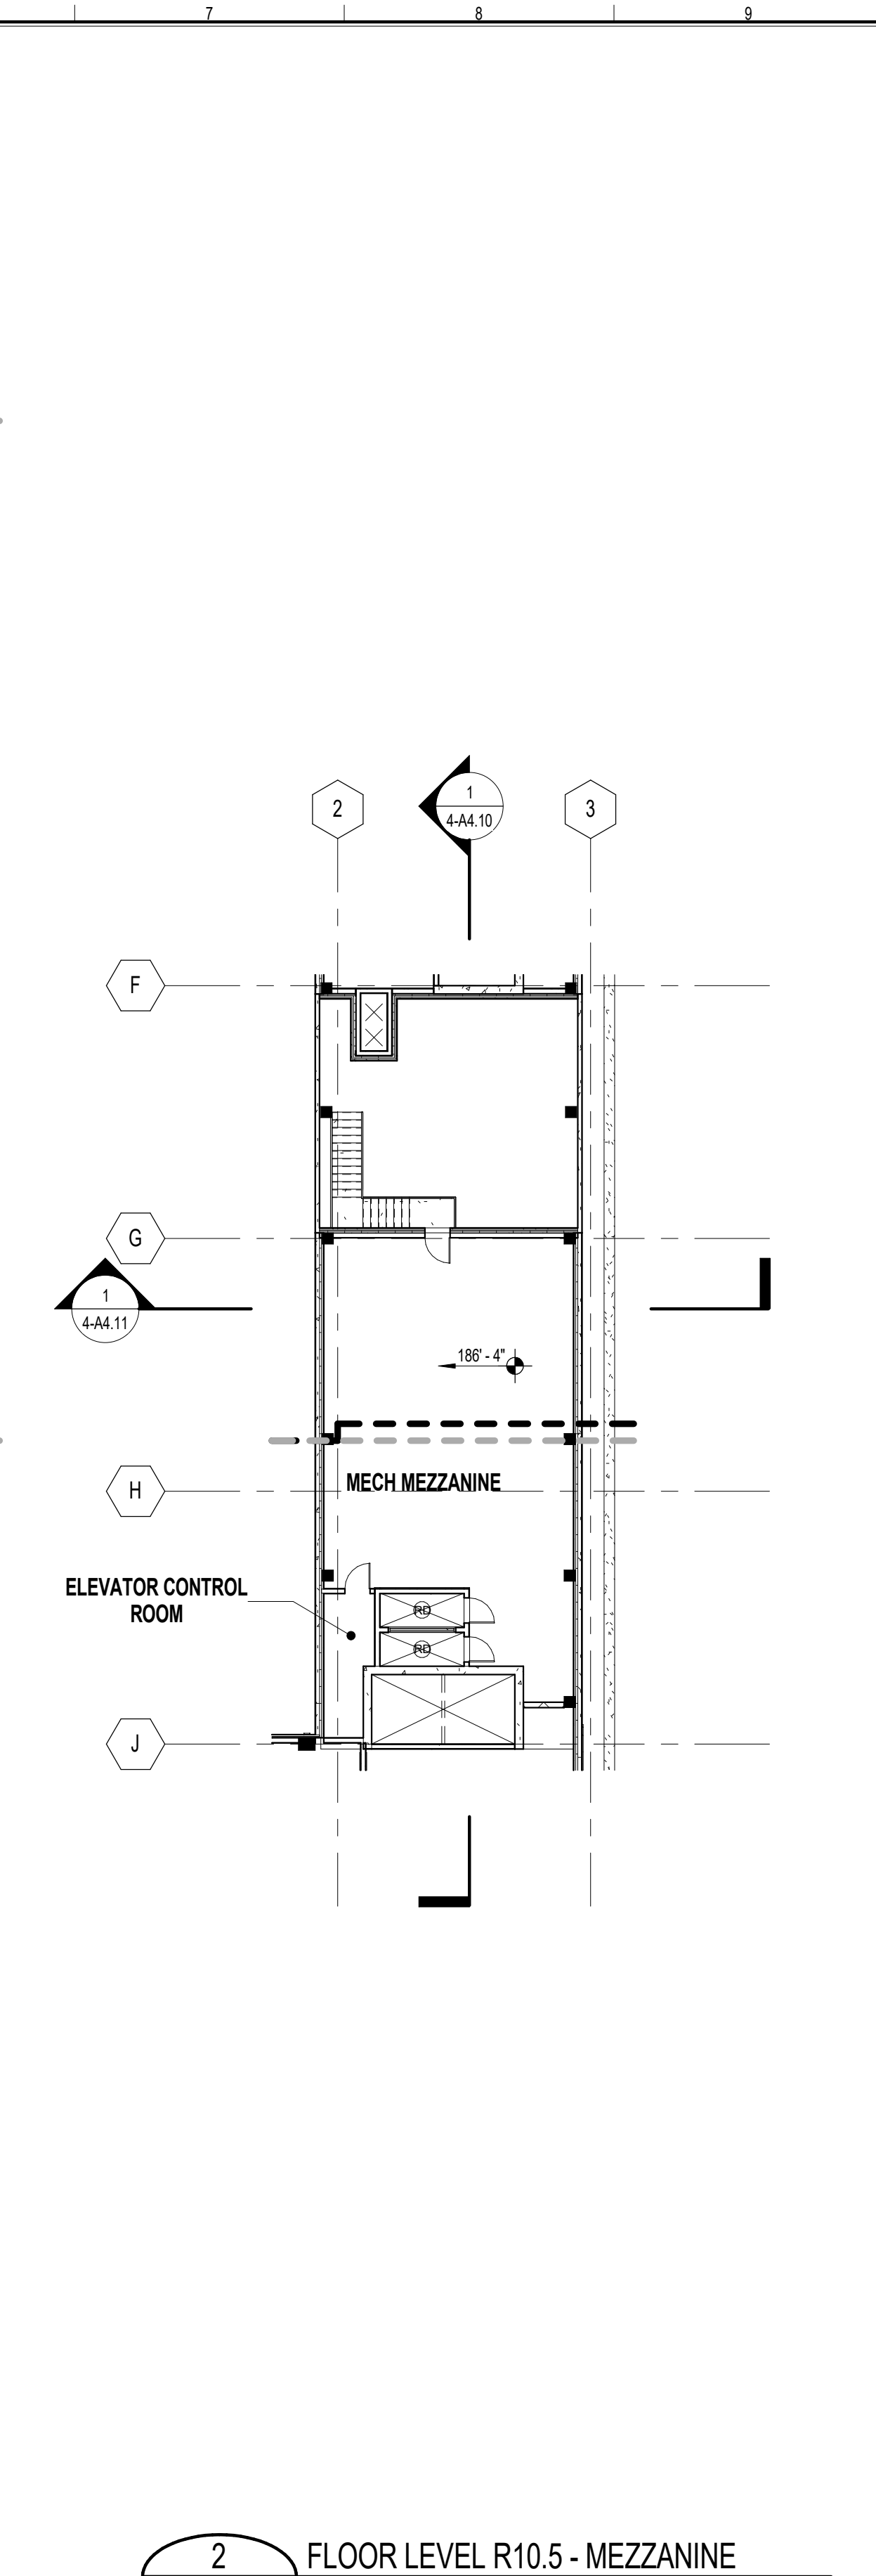 7 8 9
2 1 3
4-A4.10
F
G
1
4-A4.11
186' - 4"
H
MECH MEZZANINE
ELEVATOR CONTROL
ROOM
RD
RD
J
2 FLOOR LEVEL R10.5 - MEZZANINE